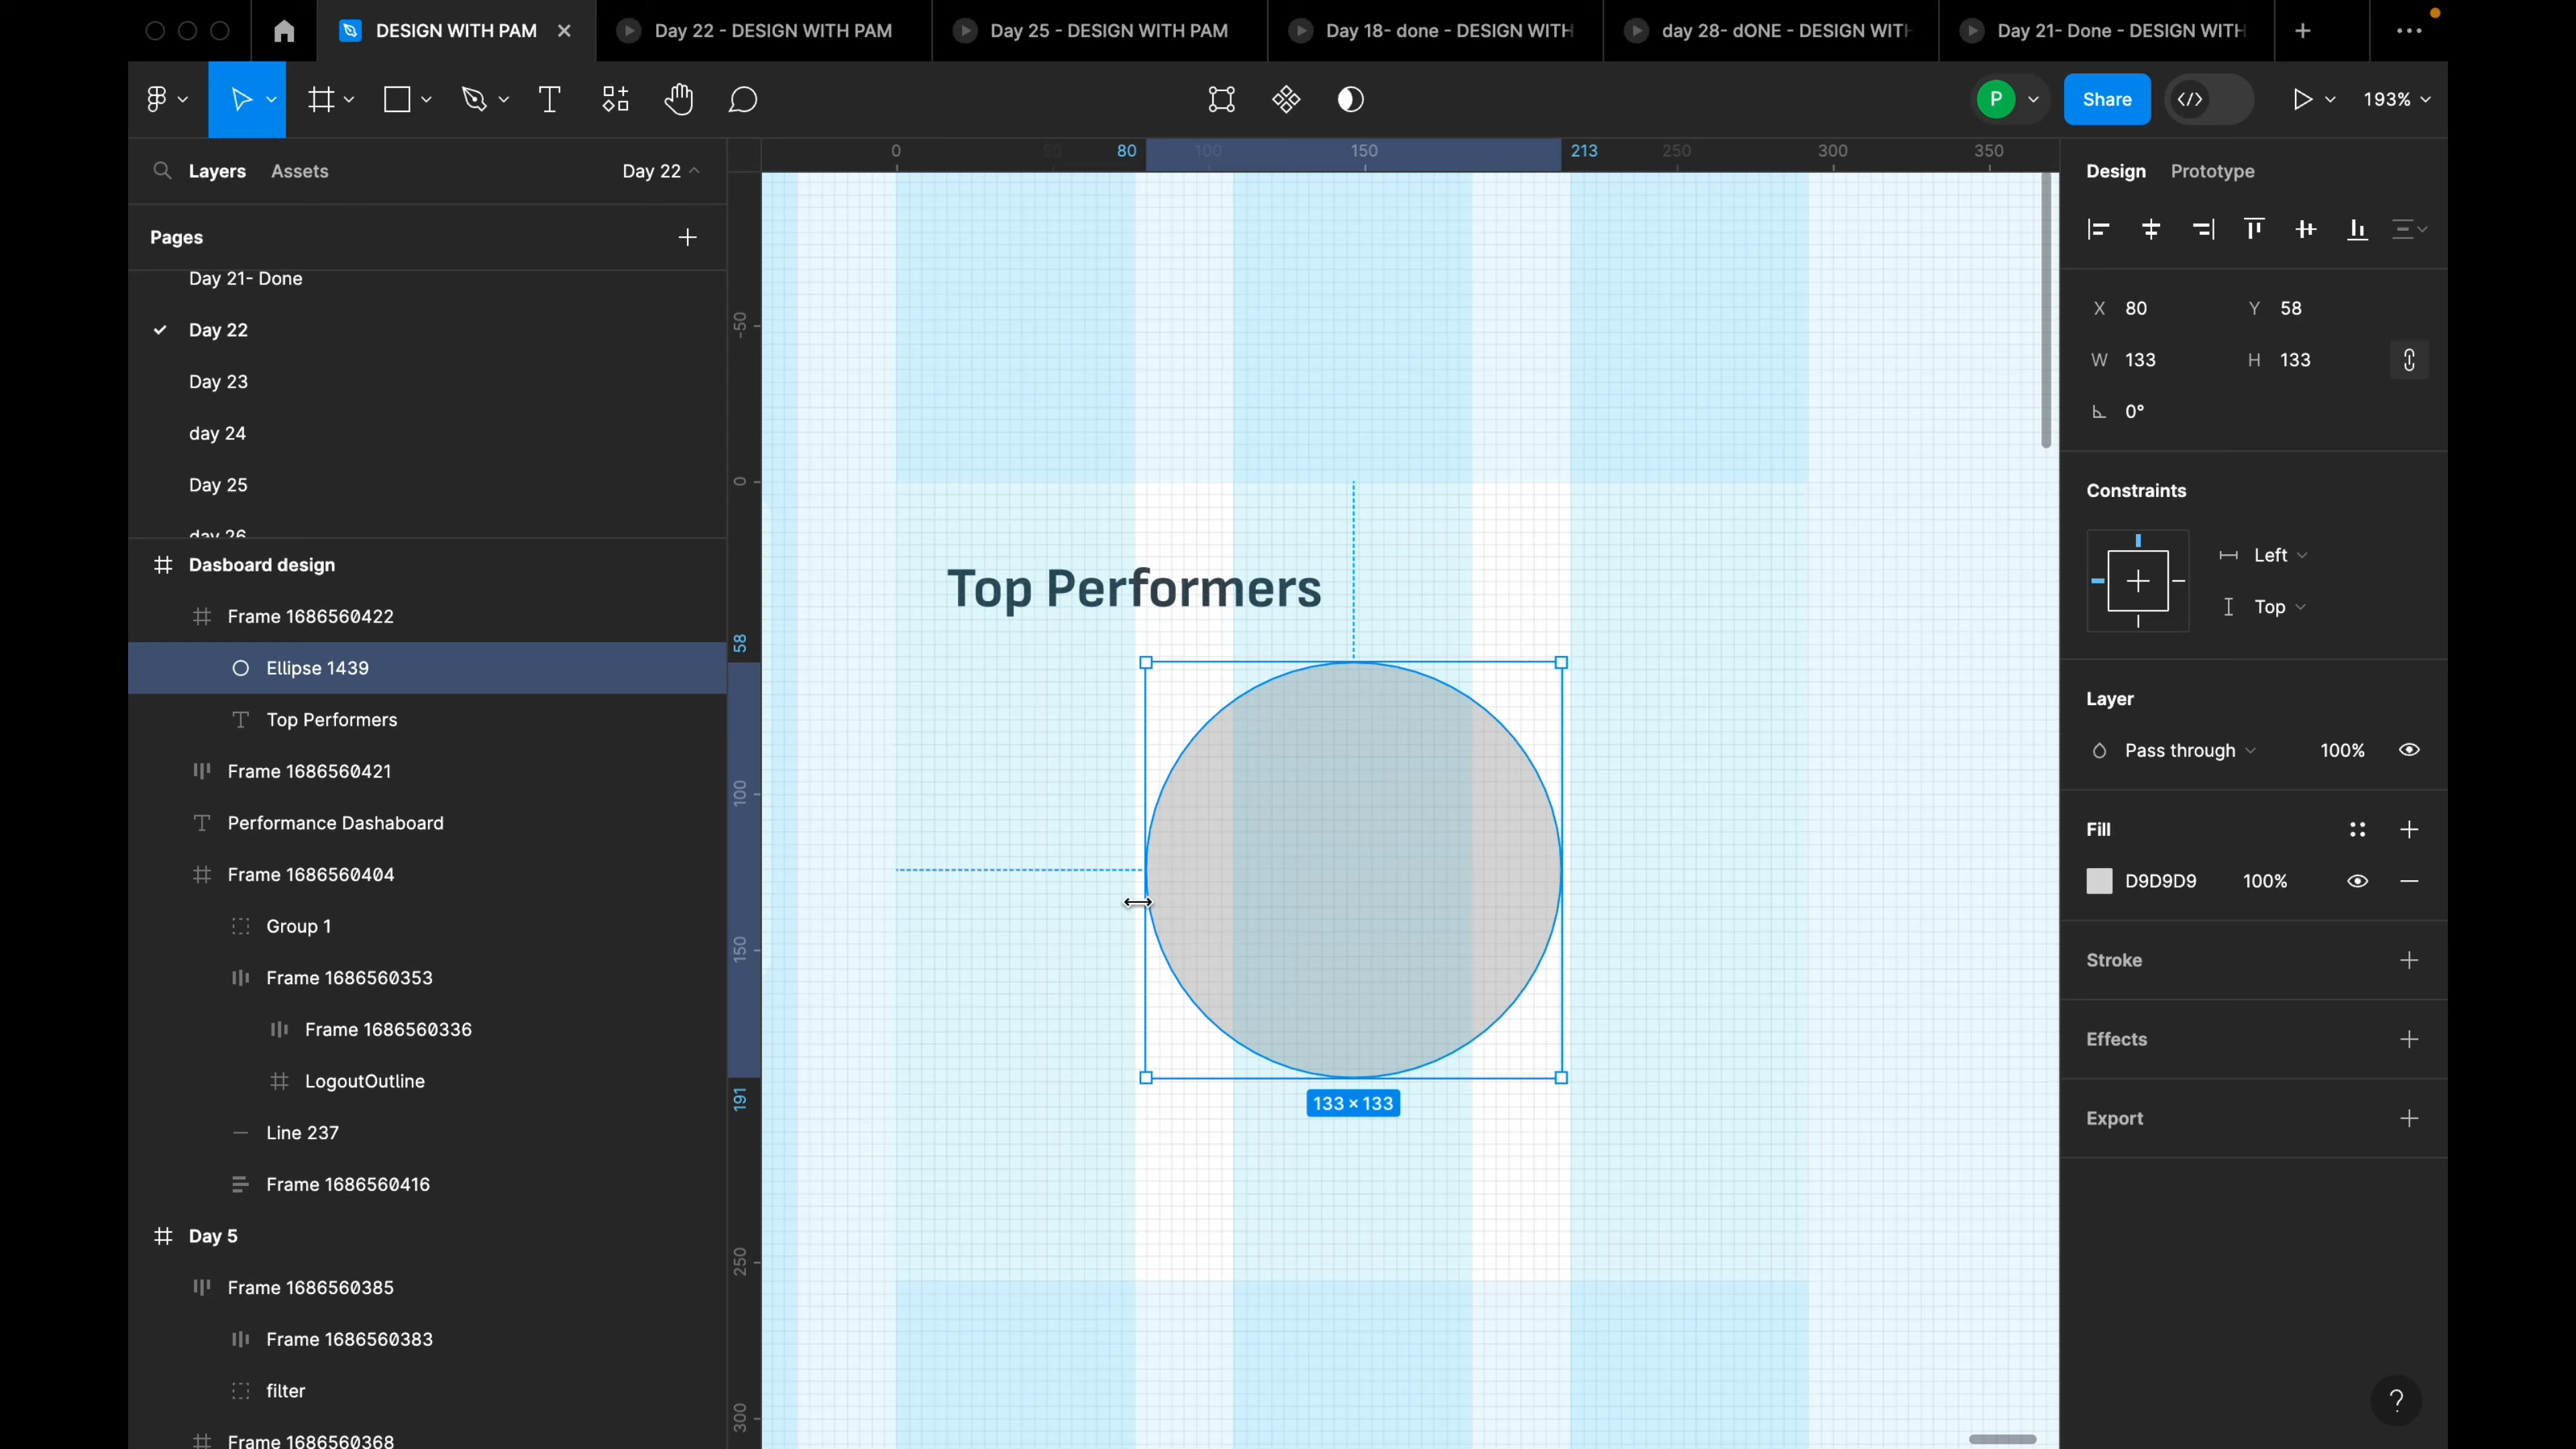 DESIGN WITH PAM
Day 22 - DESIGN WITH PAM
Day 25 - DESIGN WITH PAM
Day 18- done - DESIGN WITH
day 28- dONE - DESIGN WITH
Day 21- Done - DESIGN WITH
P
Share
193%
Layers
Assets
Day 22
Pages
Day 21- Done
Day 22
Day 23
day 24
Day 25
day 26
Dasboard design
Frame 1686560422
Ellipse 1439
Top Performers
Frame 1686560421
Performance Dashaboard
Frame 1686560404
Group 1
Frame 1686560353
Frame 1686560336
LogoutOutline
Line 237
Frame 1686560416
Day 5
Frame 1686560385
Frame 1686560383
filter
Frame 1686560368
0 50 80 100 150 213 250 300 350
-50
0
58
100
150
191
250
300
Top Performers
133 × 133
Design
Prototype
X 80
Y 58
W 133
H 133
0°
Constraints
Left
Top
Layer
Pass through
100%
Fill
D9D9D9
100%
Stroke
Effects
Export
?